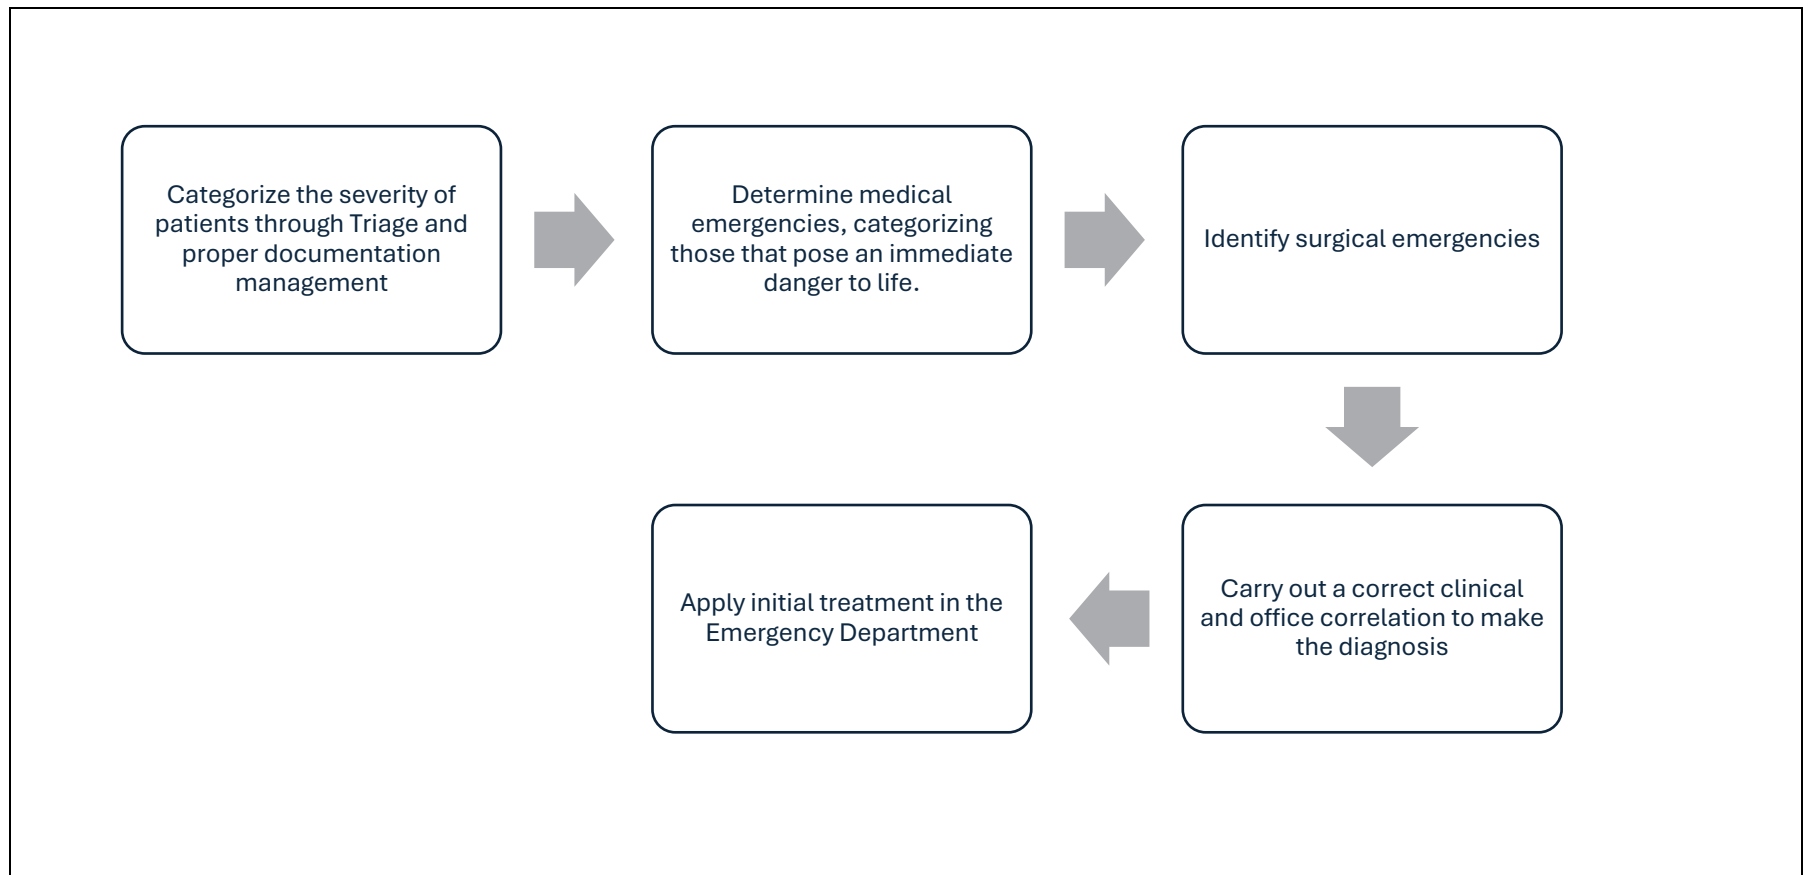 Categorize the severity of
patients through Triage and
proper documentation
management
Determine medical
emergencies, categorizing
those that pose an immediate
danger to life.
Identify surgical emergencies
Carry out a correct clinical
and office correlation to make
the diagnosis
Apply initial treatment in the
Emergency Department